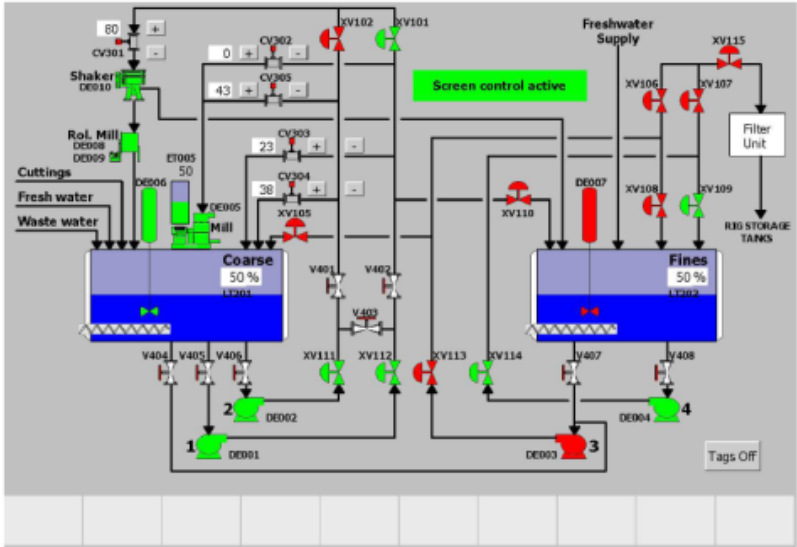 80 + XV102 XV101
CV301 -
0 + CV302 -
43 + CV305 -
Shaker
DE010
Screen control active
Freshwater
Supply
XV115
XV106 XV107
Filter
Unit
Rol. Mill
DE008
DE009
ET005
50
23 CV303 + -
38 CV304 + -
Cuttings
DE006
Fresh water
DE005
Mill
XV105
Waste water
XV110
DE007
XV108 XV109
RIG STORAGE
TANKS
Coarse
50 %
LT201
V401 V402
V403
Fines
50 %
LT202
V404 V405 V406
XV111 XV112 XV113 XV114
V407 V408
2 DE002
1 DE001
DE003 3
DE004 4
Tags Off